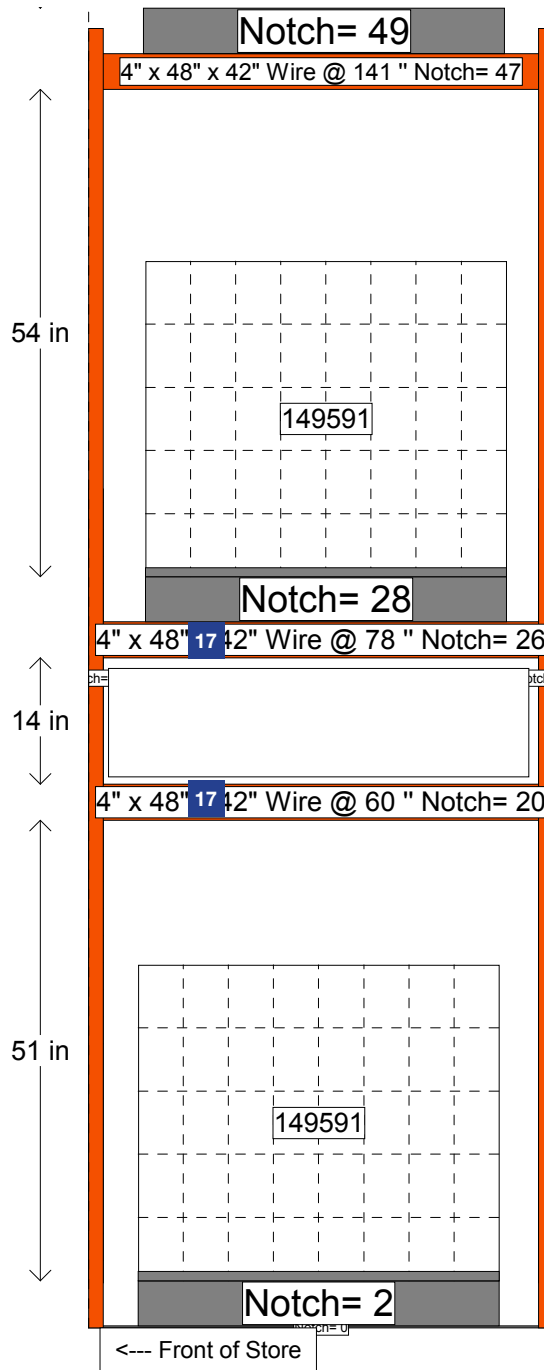 Notch= 49
4" x 48" x 42" Wire @ 141 " Notch= 47
54 in
149591
Notch= 28
4" x 48" 17 42" Wire @ 78 " Notch= 26
14 in
4" x 48" 17 42" Wire @ 60 " Notch= 20
51 in
149591
Notch= 2
Notch= 0
<--- Front of Store